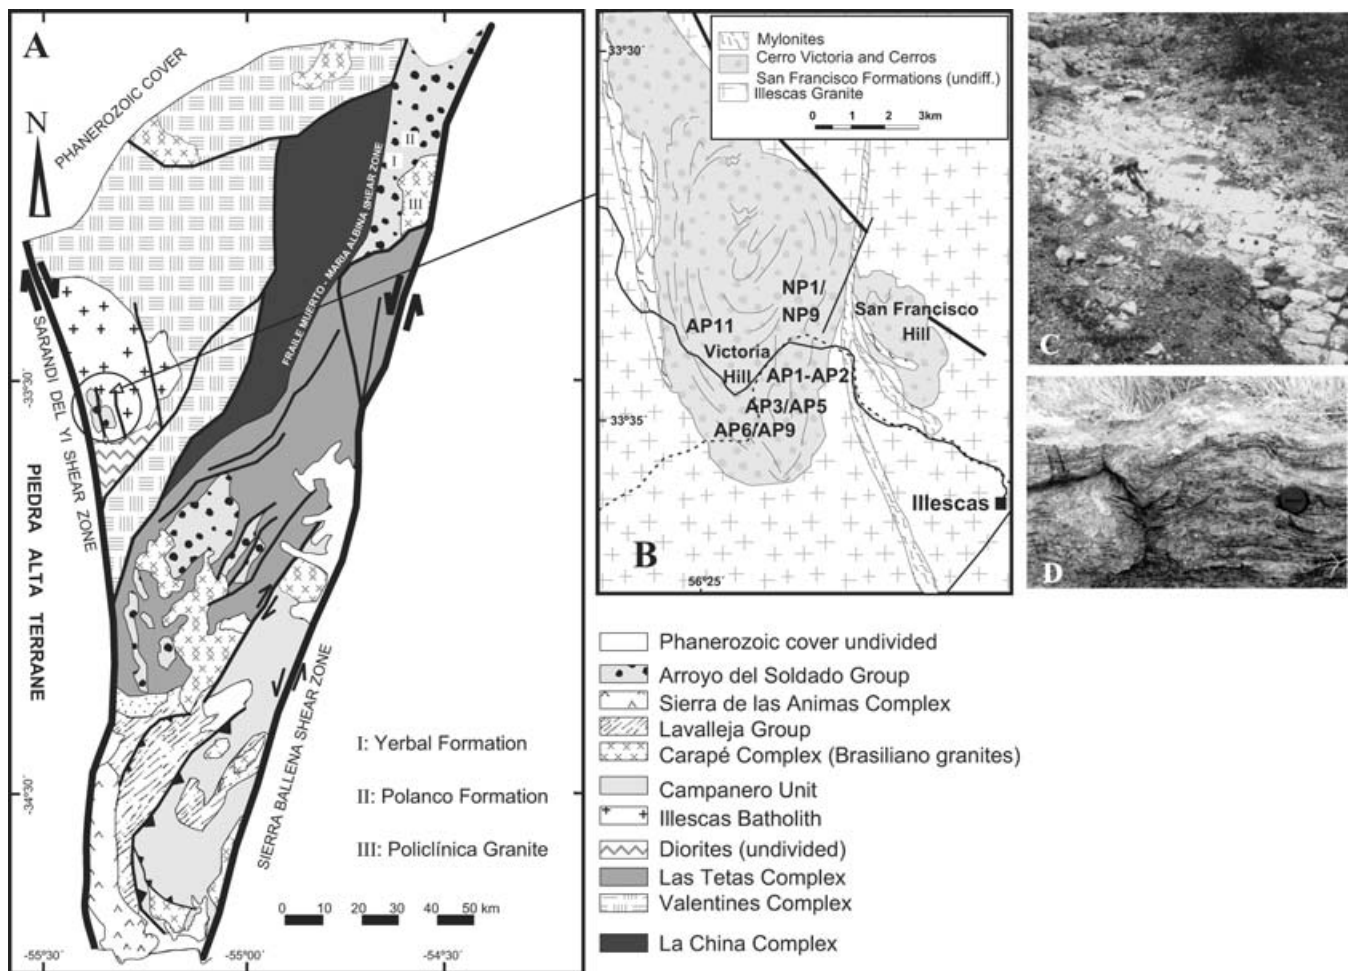 A
N
PHANEROZOIC COVER
SARANDI DEL YI SHEAR ZONE
PIEDRA ALTA TERRANE
FRAILE MUERTO - MARIA ALBINA SHEAR ZONE
SIERRA BALLENA SHEAR ZONE
II
I
III
I: Yerbal Formation
II: Polanco Formation
III: Policlínica Granite
0 10 20 30 40 50 km
-33°30´
-34°30´
-55°30´ -55°00´ -54°30´
B
Mylonites
Cerro Victoria and Cerros
San Francisco Formations (undiff.)
Illescas Granite
0 1 2 3km
33°30´
33°35´
56°25´
NP1/
NP9
AP11
Victoria
Hill
AP1-AP2
AP3/AP5
AP6/AP9
San Francisco
Hill
Illescas
C
D
Phanerozoic cover undivided
Arroyo del Soldado Group
Sierra de las Animas Complex
Lavalleja Group
Carapé Complex (Brasiliano granites)
Campanero Unit
Illescas Batholith
Diorites (undivided)
Las Tetas Complex
Valentines Complex
La China Complex